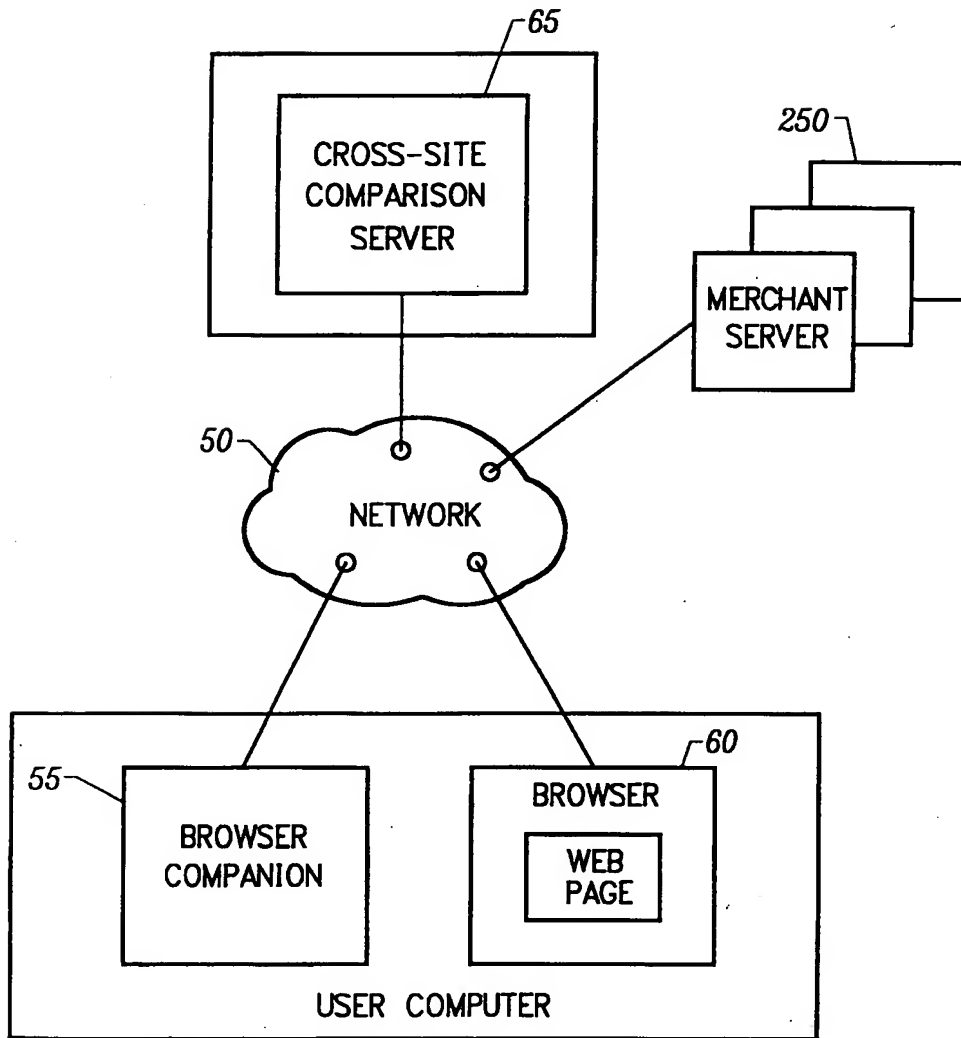 65
CROSS-SITE
COMPARISON
SERVER
250
MERCHANT
SERVER
50
NETWORK
55
BROWSER
COMPANION
60
BROWSER
WEB
PAGE
USER COMPUTER